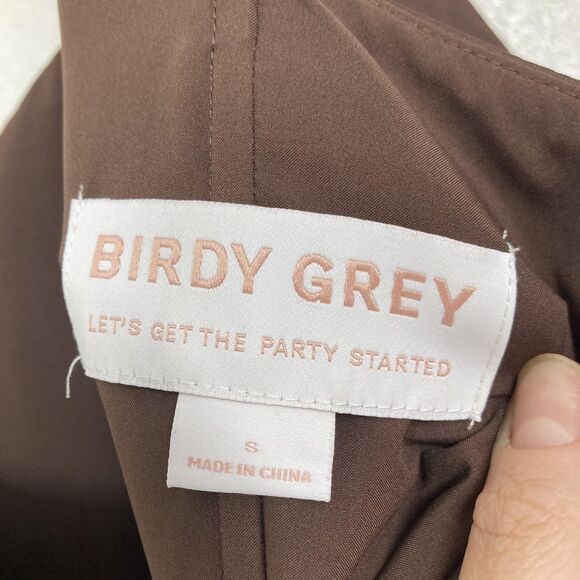 BIRDY GREY
LET'S GET THE PARTY STARTED
S
MADE IN CHINA